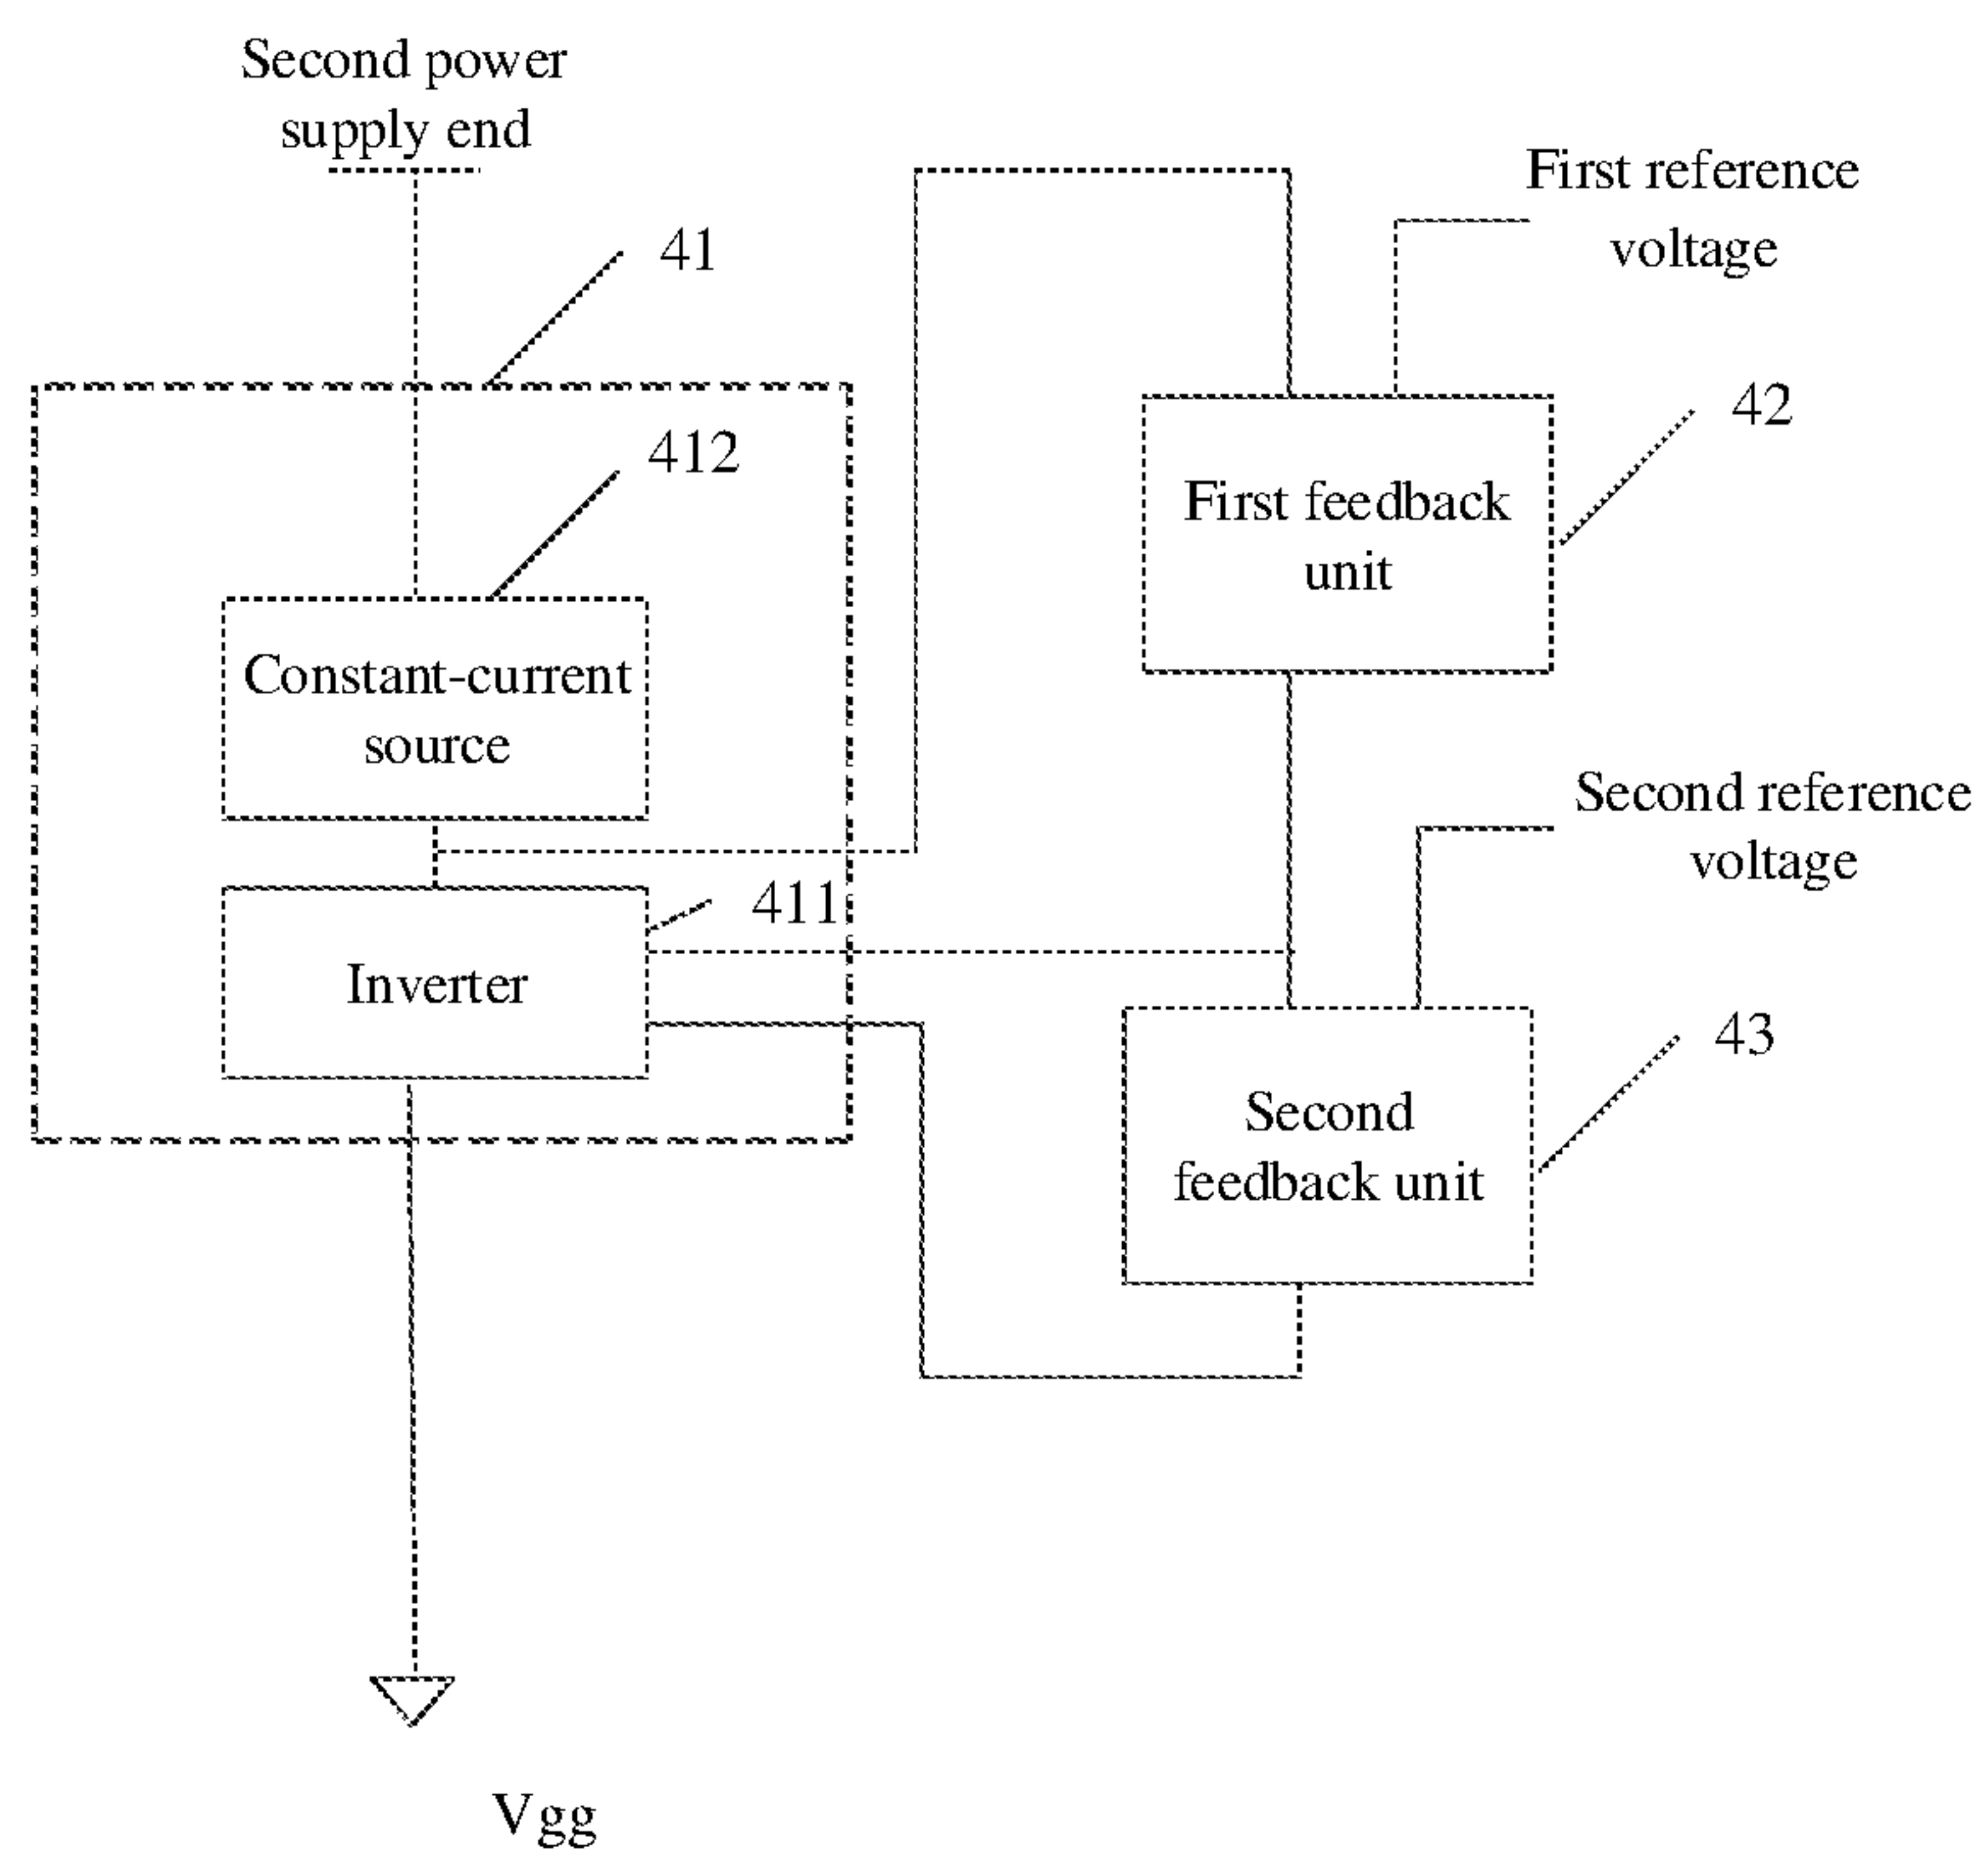 Second power
supply end
41
First reference
voltage
42
412
First feedback
unit
Constant-current
source
Second reference
voltage
411
Inverter
43
Second
feedback unit
Vgg